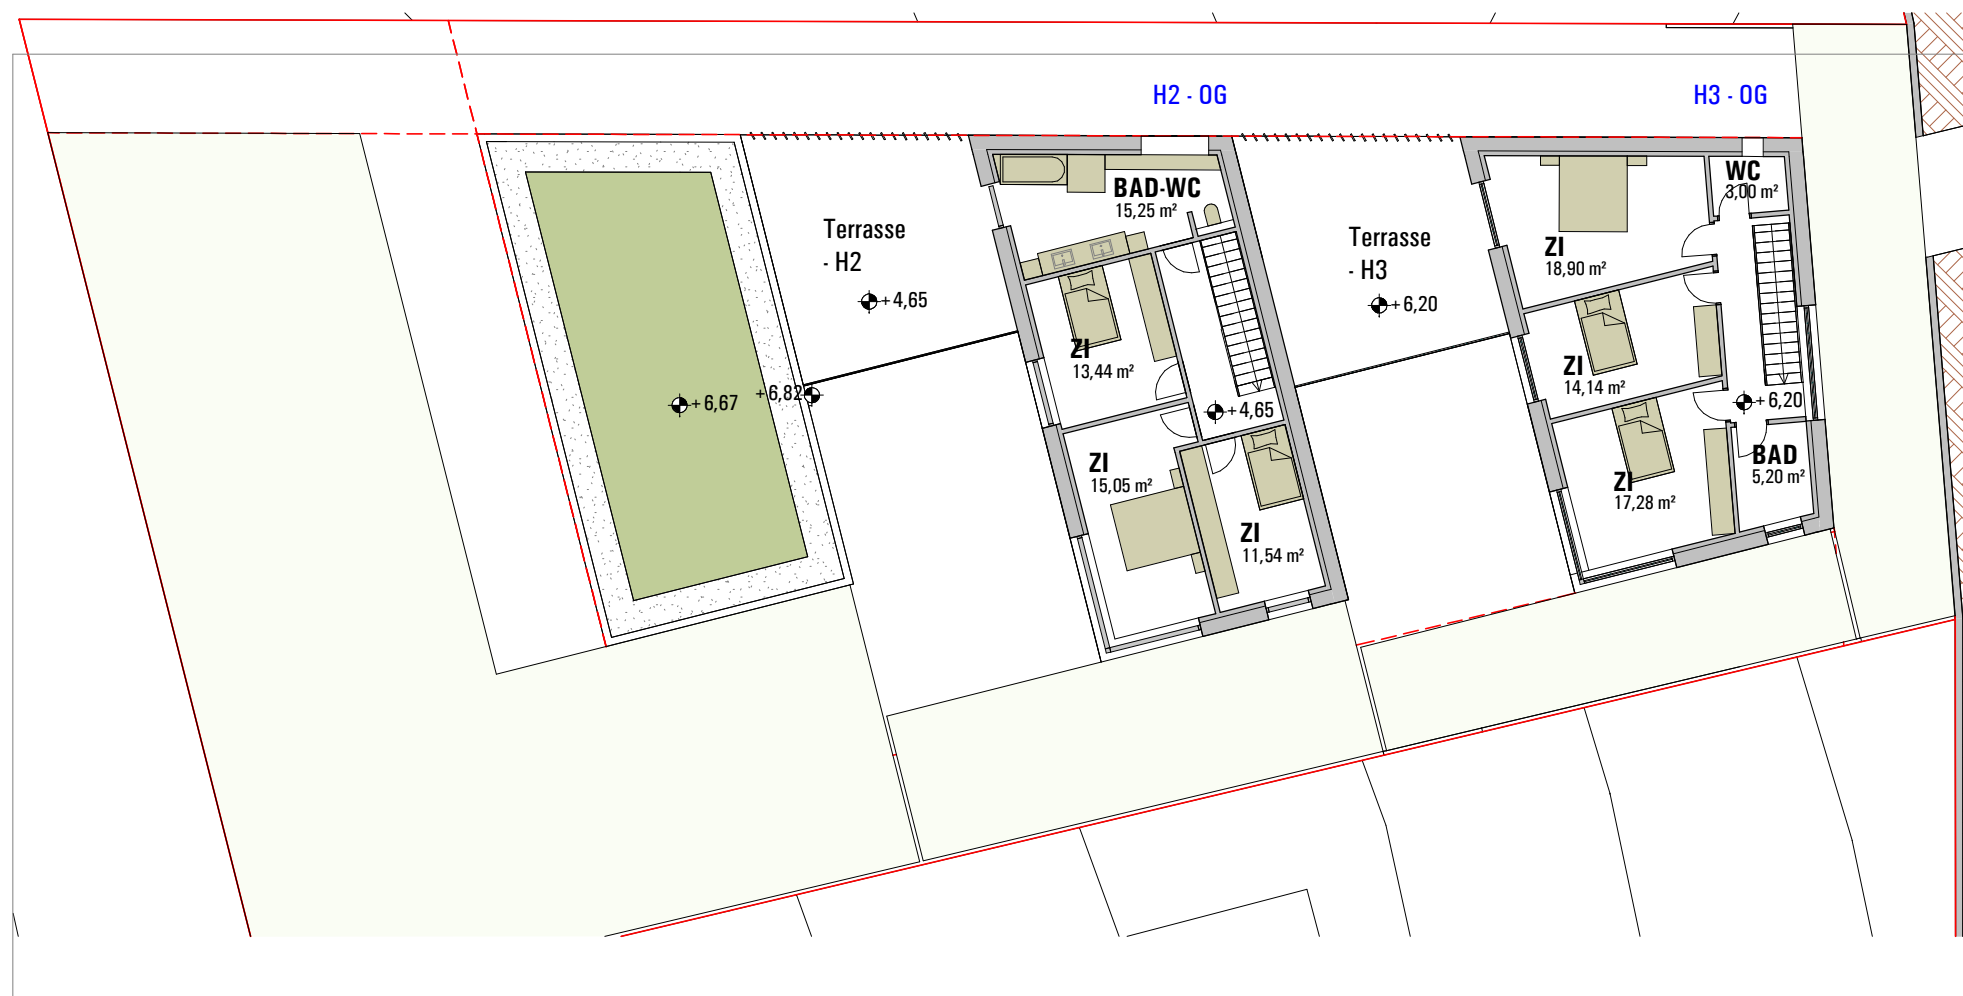 H2 - OG
H3 - OG
Terrasse
- H2
+4,65
+6,67
+6,82
BAD-WC
15,25 m²
ZI
13,44 m²
+4,65
ZI
15,05 m²
ZI
11,54 m²
Terrasse
- H3
+6,20
WC
3,00 m²
ZI
18,90 m²
ZI
14,14 m²
+6,20
ZI
17,28 m²
BAD
5,20 m²